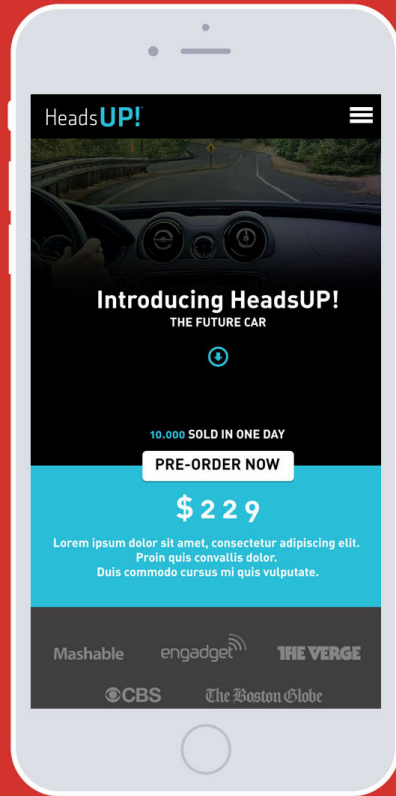 HeadsUP!
Introducing HeadsUP!
THE FUTURE CAR
10.000 SOLD IN ONE DAY
PRE-ORDER NOW
$229
Lorem ipsum dolor sit amet, consectetur adipiscing elit.
Proin quis convallis dolor.
Duis commodo cursus mi quis vulputate.
Mashable engadget THE VERGE
CBS The Boston Globe